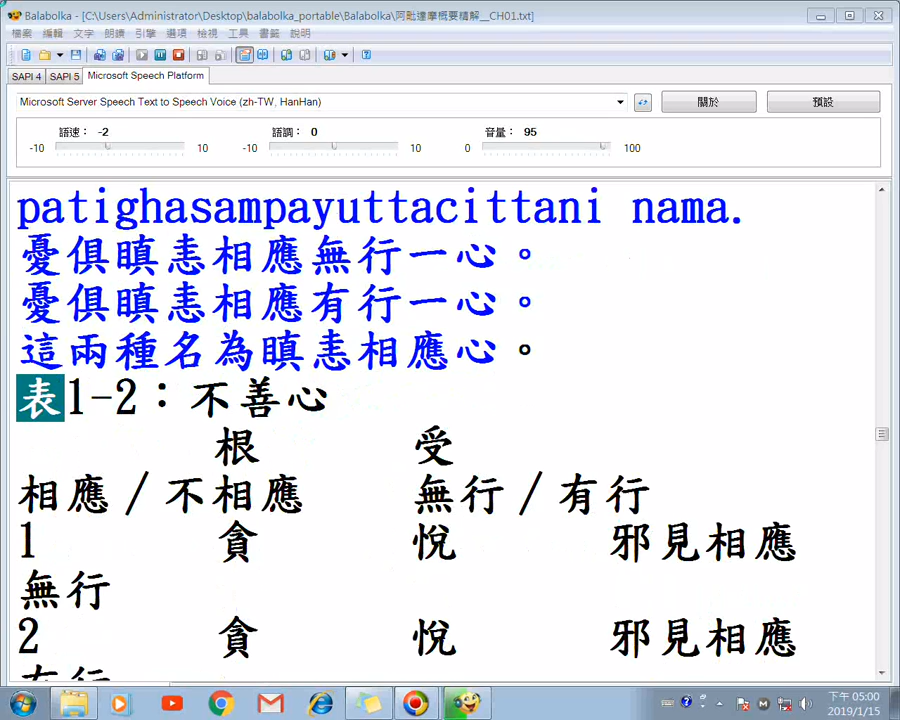 Balabolka - [C:\Users\Administrator\Desktop\balabolka_portable\Balabolka\阿毗達摩概要精解__CH01.txt]
檔案 編輯 文字 朗讀 引擎 選項 檢視 工具 書籤 說明
SAPI 4 SAPI 5 Microsoft Speech Platform
Microsoft Server Speech Text to Speech Voice (zh-TW, HanHan) 關於 預設
語速： -2 語調： 0 音量： 95
-10 10 -10 10 0 100
patighasampayuttacittani nama.
憂俱瞋恚相應無行一心。
憂俱瞋恚相應有行一心。
這兩種名為瞋恚相應心。
表1-2：不善心
根 受
相應／不相應 無行／有行
1 貪 悅 邪見相應
無行
2 貪 悅 邪見相應
有行
下午 05:00
2019/1/15